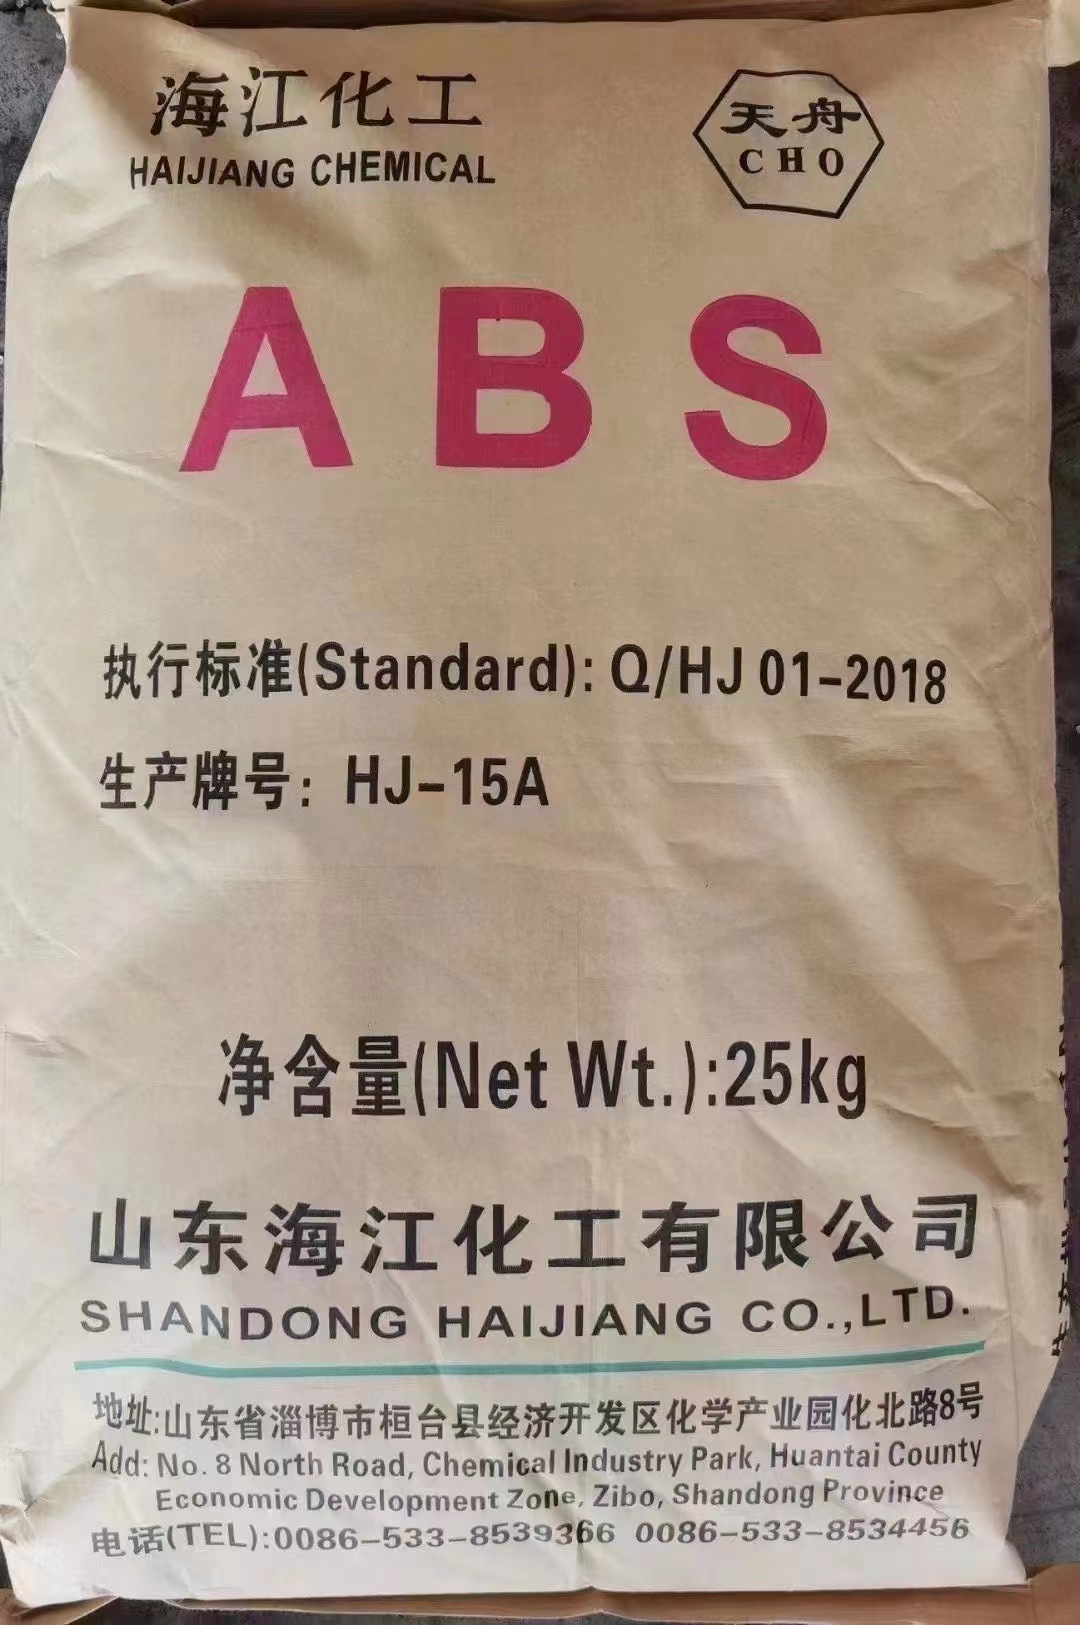 海江化工
HAIJIANG CHEMICAL
天舟
CHO
ABS
执行标准(Standard): Q/HJ 01-2018
生产牌号: HJ-15A
净含量(Net Wt.):25kg
山东海江化工有限公司
SHANDONG HAIJIANG CO.,LTD.
地址:山东省淄博市桓台县经济开发区化学产业园化北路8号
Add: No. 8 North Road, Chemical Industry Park, Huantai County
Economic Development Zone, Zibo, Shandong Province
电话(TEL):0086-533-8539366 0086-533-8534456